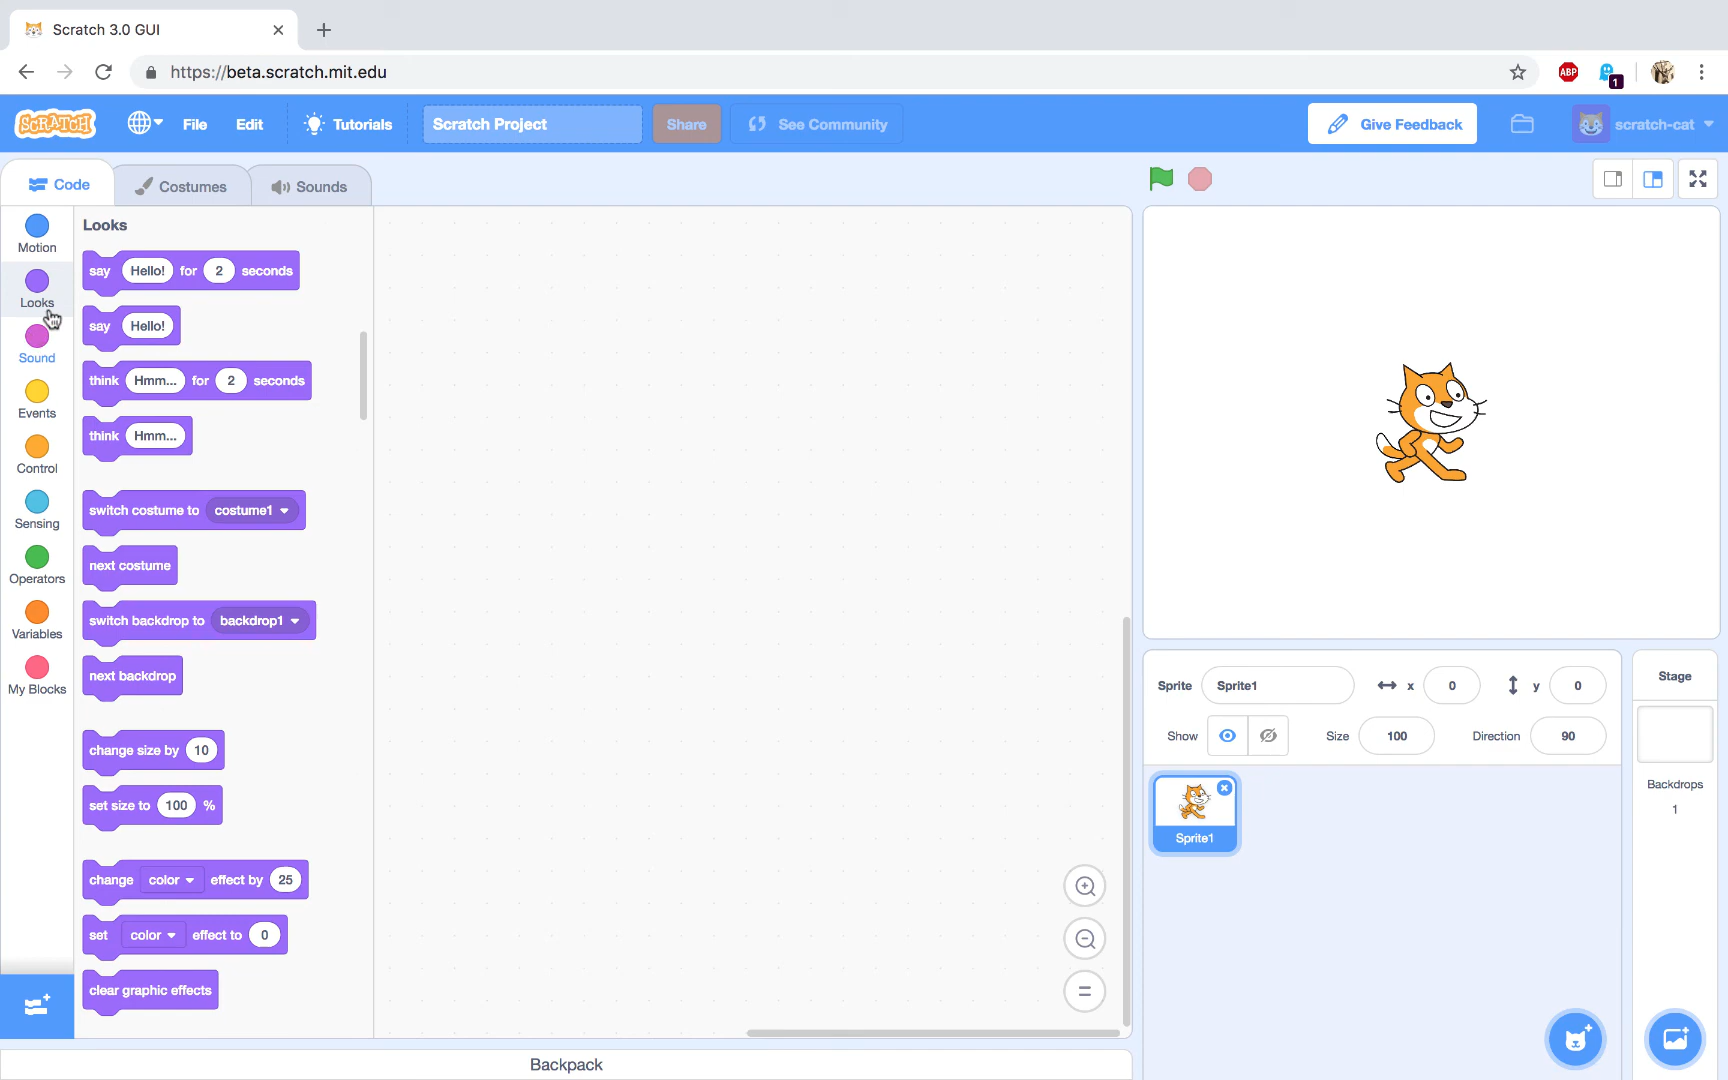 Scratch 3.0 GUI
https://beta.scratch.mit.edu
ABP
1
SCRATCH
File
Edit
Tutorials
Scratch Project
Share
See Community
Give Feedback
scratch-cat
Code
Costumes
Sounds
Motion
Looks
Sound
Events
Control
Sensing
Operators
Variables
My Blocks
Looks
say Hello! for 2 seconds
say Hello!
think Hmm... for 2 seconds
think Hmm...
switch costume to costume1
next costume
switch backdrop to backdrop1
next backdrop
change size by 10
set size to 100 %
change color effect by 25
set color effect to 0
clear graphic effects
Backpack
Sprite Sprite1 x 0 y 0
Show Size 100 Direction 90
Sprite1
Stage
Backdrops
1